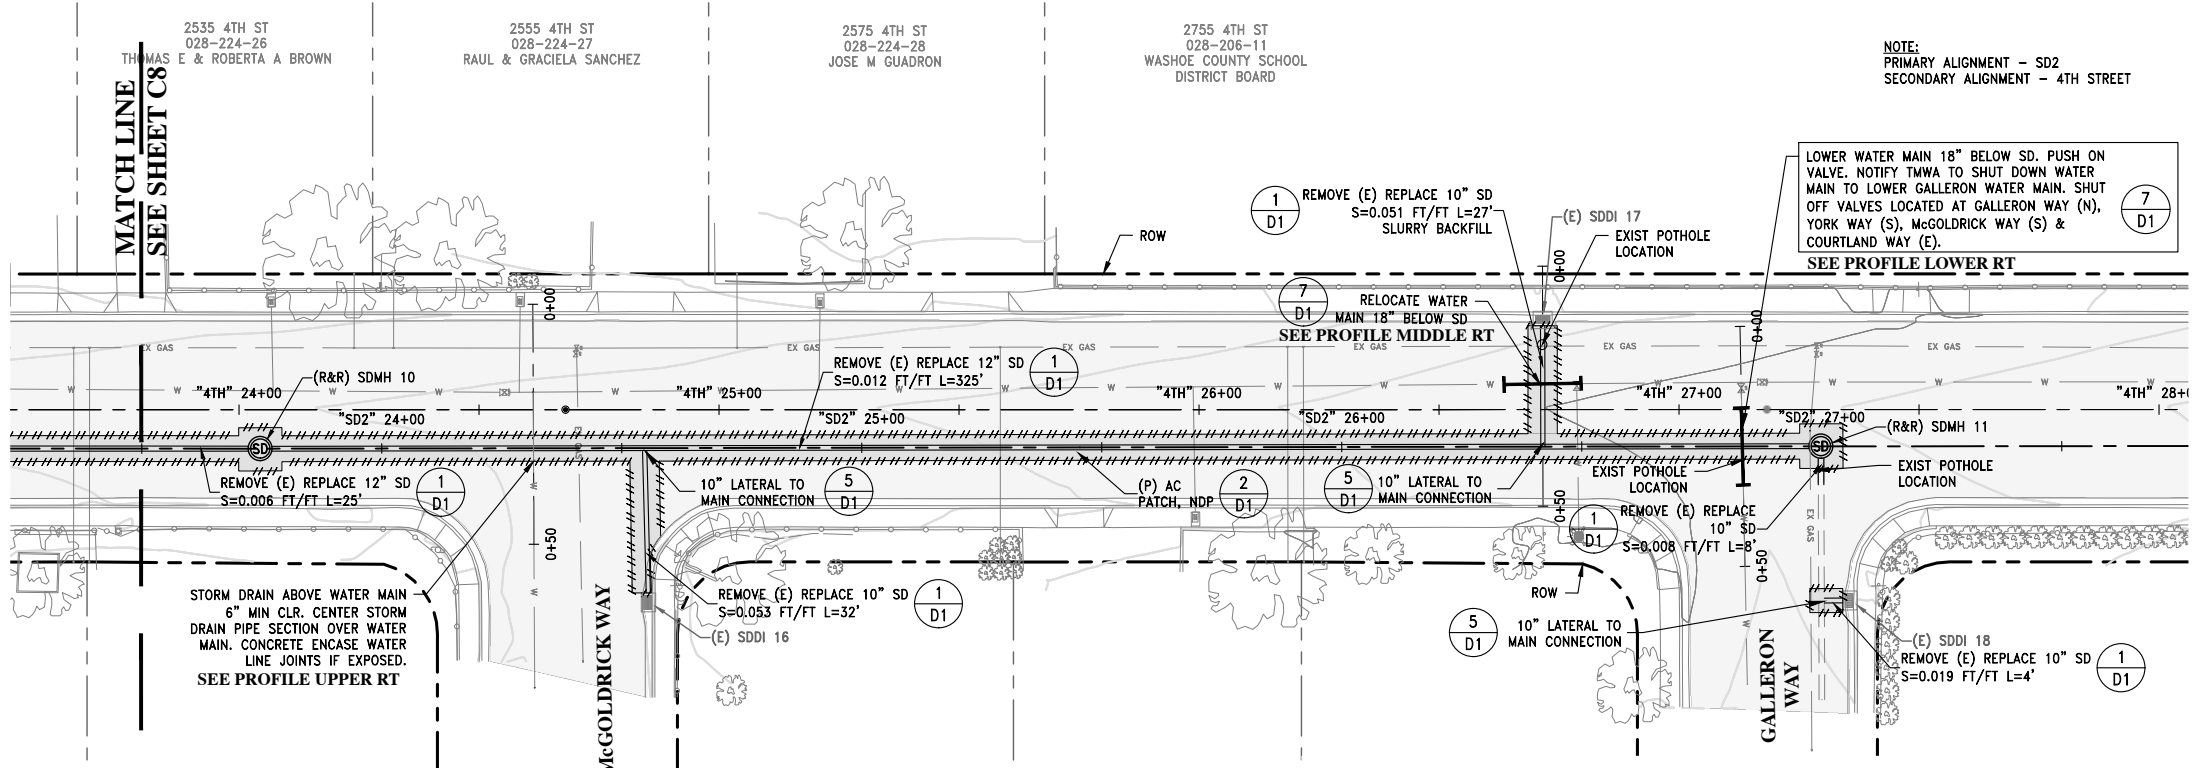 2535 4TH ST
028-224-26
THOMAS E & ROBERTA A BROWN
2555 4TH ST
028-224-27
RAUL & GRACIELA SANCHEZ
2575 4TH ST
028-224-28
JOSE M GUADRON
2755 4TH ST
028-206-11
WASHOE COUNTY SCHOOL
DISTRICT BOARD
NOTE:
PRIMARY ALIGNMENT - SD2
SECONDARY ALIGNMENT - 4TH STREET
MATCH LINE
SEE SHEET C8
LOWER WATER MAIN 18" BELOW SD. PUSH ON
VALVE. NOTIFY TMWA TO SHUT DOWN WATER
MAIN TO LOWER GALLERON WATER MAIN. SHUT
OFF VALVES LOCATED AT GALLERON WAY (N),
YORK WAY (S), McGOLDRICK WAY (S) &
COURTLAND WAY (E).
7
D1
SEE PROFILE LOWER RT
1
D1
REMOVE (E) REPLACE 10" SD
S=0.051 FT/FT L=27'
SLURRY BACKFILL
(E) SDDI 17
EXIST POTHOLE
LOCATION
ROW
0+00
0+00
0+00
7
D1
RELOCATE WATER
MAIN 18" BELOW SD
SEE PROFILE MIDDLE RT
EX GAS
EX GAS
EX GAS
EX GAS
EX GAS
EX GAS
EX GAS
REMOVE (E) REPLACE 12" SD
S=0.012 FT/FT L=325'
1
D1
(R&R) SDMH 10
W
W
W
W
W
W
W
W
W
W
W
W
W
W
"4TH" 24+00
"4TH" 25+00
"4TH" 26+00
"4TH" 27+00
"4TH" 28+0
"SD2" 24+00
"SD2" 25+00
"SD2" 26+00
"SD2" 27+00
SD
SD
(R&R) SDMH 11
REMOVE (E) REPLACE 12" SD
S=0.006 FT/FT L=25'
1
D1
EX GAS
W
10" LATERAL TO
MAIN CONNECTION
5
D1
(P) AC
PATCH, NDP
2
D1
5
D1
10" LATERAL TO
MAIN CONNECTION
EXIST POTHOLE
LOCATION
EXIST POTHOLE
LOCATION
0+50
0+50
0+50
1
D1
REMOVE (E) REPLACE
10" SD
S=0.008 FT/FT L=8'
EX GAS
W
W
W
STORM DRAIN ABOVE WATER MAIN
6" MIN CLR. CENTER STORM
DRAIN PIPE SECTION OVER WATER
MAIN. CONCRETE ENCASE WATER
LINE JOINTS IF EXPOSED.
SEE PROFILE UPPER RT
McGOLDRICK WAY
REMOVE (E) REPLACE 10" SD
S=0.053 FT/FT L=32'
1
D1
(E) SDDI 16
ROW
5
D1
10" LATERAL TO
MAIN CONNECTION
GALLERON
WAY
(E) SDDI 18
REMOVE (E) REPLACE 10" SD
S=0.019 FT/FT L=4'
1
D1